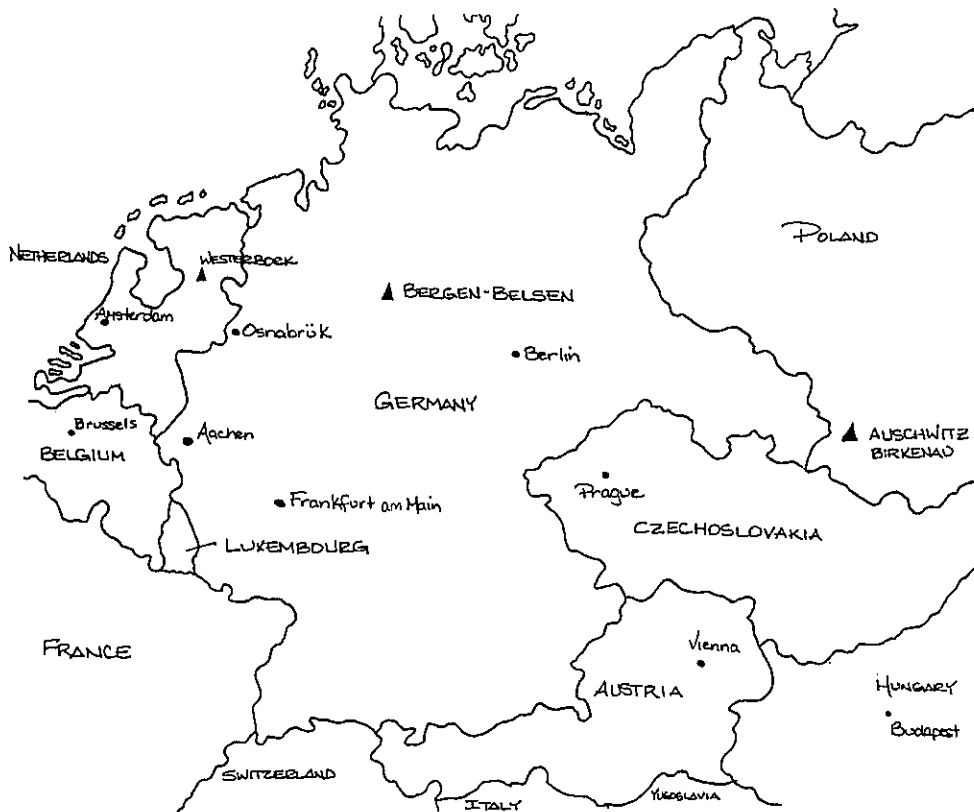 POLAND
NETHERLANDS
WESTERBORK
BERGEN-BELSEN
Amsterdam
Osnabrük
Berlin
GERMANY
Brussels
Aachen
BELGIUM
AUSCHWITZ
BIRKENAU
Prague
Frankfurt am Main
CZECHOSLOVAKIA
LUXEMBOURG
FRANCE
Vienna
AUSTRIA
HUNGARY
Budapest
SWITZERLAND
ITALY
YUGOSLAVIA